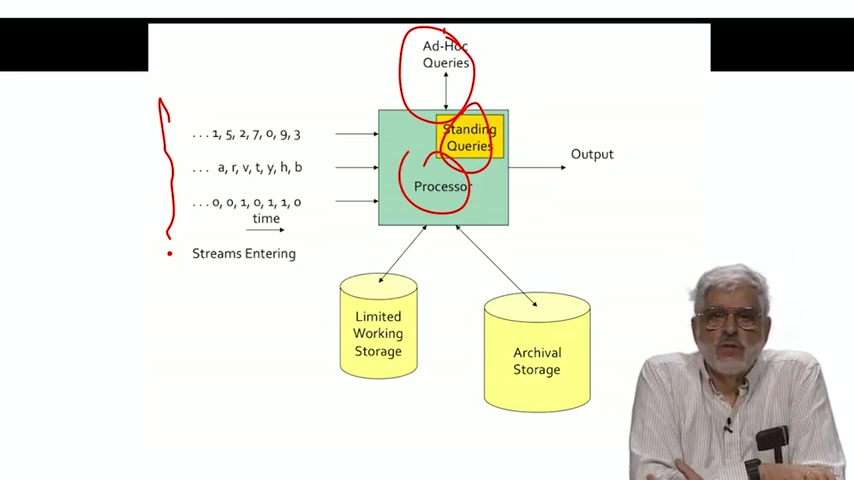 Ad-Hoc
Queries
Standing
Queries
. . . 1, 5, 2, 7, 0, 9, 3
. . . a, r, v, t, y, h, b
. . . 0, 0, 1, 0, 1, 1, 0
time
Streams Entering
Processor
Output
Limited
Working
Storage
Archival
Storage